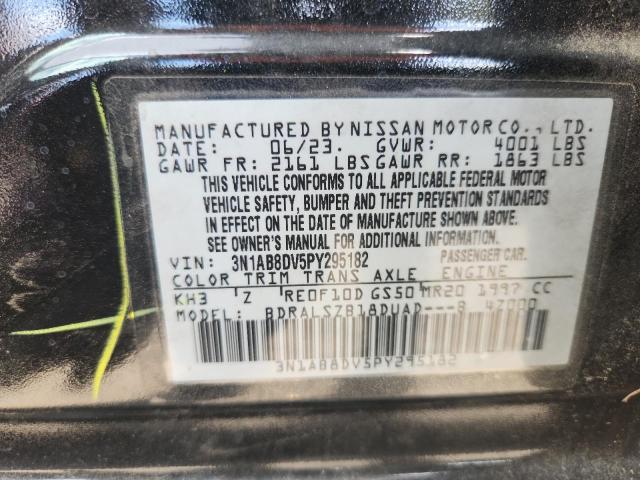 MANUFACTURED BY NISSAN MOTOR CO., LTD.
DATE: 06/23. GVWR: 4001 LBS
GAWR FR: 2161 LBS GAWR RR: 1863 LBS
THIS VEHICLE CONFORMS TO ALL APPLICABLE FEDERAL MOTOR
VEHICLE SAFETY, BUMPER AND THEFT PREVENTION STANDARDS
IN EFFECT ON THE DATE OF MANUFACTURE SHOWN ABOVE.
SEE OWNER'S MANUAL FOR ADDITIONAL INFORMATION.
VIN: 3N1AB8DV5PY295182 PASSENGER CAR.
COLOR TRIM TRANS AXLE ENGINE
KH3 Z RE0F10D GS50 MR20 1997 CC
MODEL: BDRALSZB18DUAD---8 47000
3N1AB8DV5PY295182